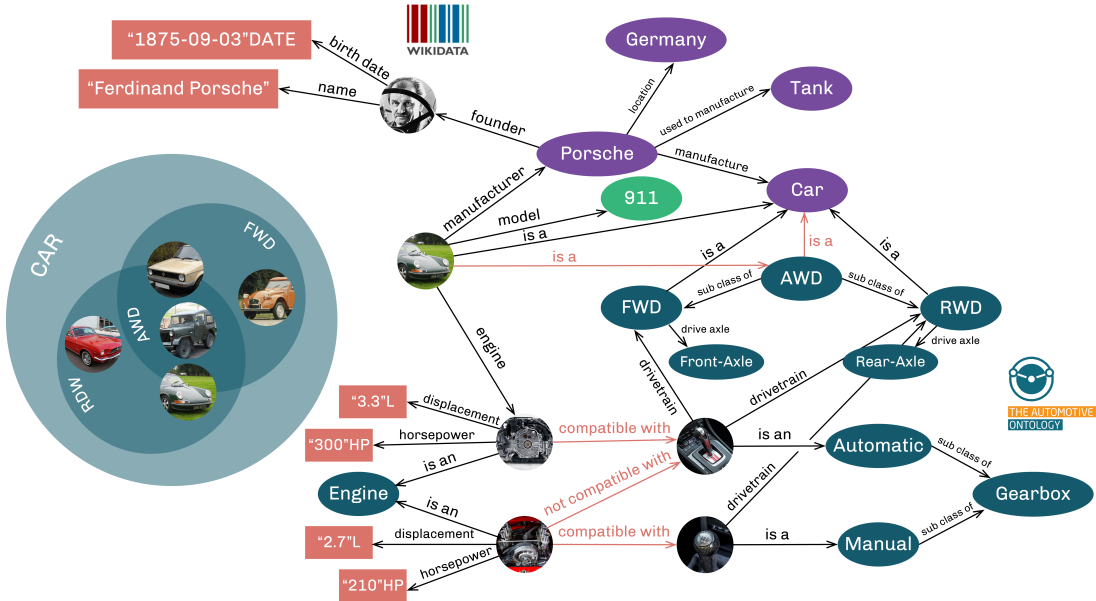 “1875-09-03”DATE
birth date
WIKIDATA
Germany
“Ferdinand Porsche”
name
location
used to manufacture
Tank
founder
Porsche
manufacture
Car
manufacturer
911
model
is a
is a
is a
is a
is a
CAR
FWD
AWD
RDW
AWD
sub class of
sub class of
FWD
RWD
drive axle
drive axle
Front-Axle
Rear-Axle
engine
drivetrain
drivetrain
THE AUTOMOTIVE
ONTOLOGY
“3.3”L
displacement
“300”HP
horsepower
compatible with
is an
Automatic
sub class of
is an
not compatible with
Engine
drivetrain
Gearbox
is an
“2.7”L
displacement
compatible with
is a
Manual
sub class of
horsepower
“210”HP